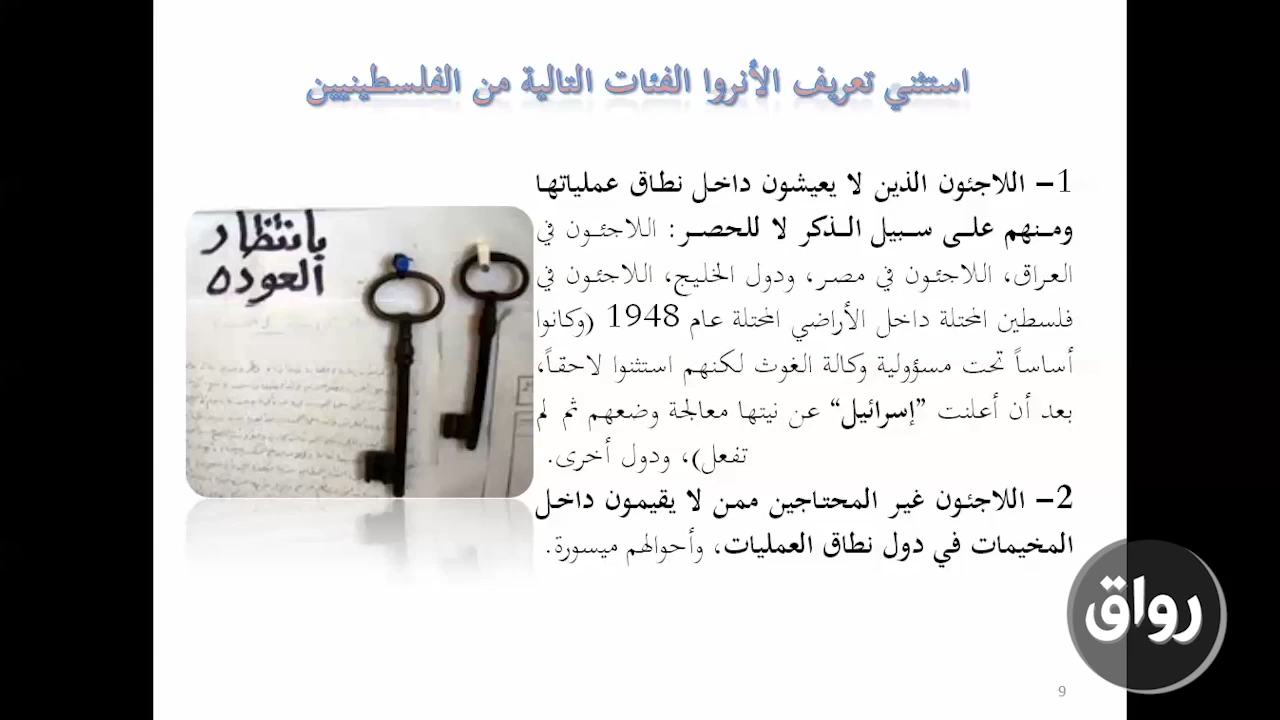 استثني تعريف الأنروا الفئات التالية من الفلسطينيين
1– اللاجئون الذين لا يعيشون داخل نطاق عملياتها
ومنهم على سبيل الذكر لا للحصر: اللاجئون في
العراق، اللاجئون في مصر، ودول الخليج، اللاجئون في
فلسطين المحتلة داخل الأراضي المحتلة عام 1948 (وكانوا
أساساً تحت مسؤولية وكالة الغوث لكنهم استثنوا لاحقاً،
بعد أن أعلنت "إسرائيل" عن نيتها معالجة وضعهم ثم لم
تفعل)، ودول أخرى.
2– اللاجئون غير المحتاجين ممن لا يقيمون داخل
المخيمات في دول نطاق العمليات، وأحوالهم ميسورة.
بانتظار
العوده
رواق
9